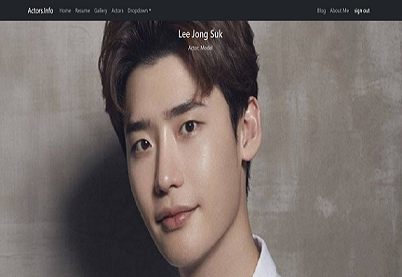 Actors.Info Home Resume Gallery Actors Dropdown Blog About Me sign out
Lee Jong Suk
Actor, Model